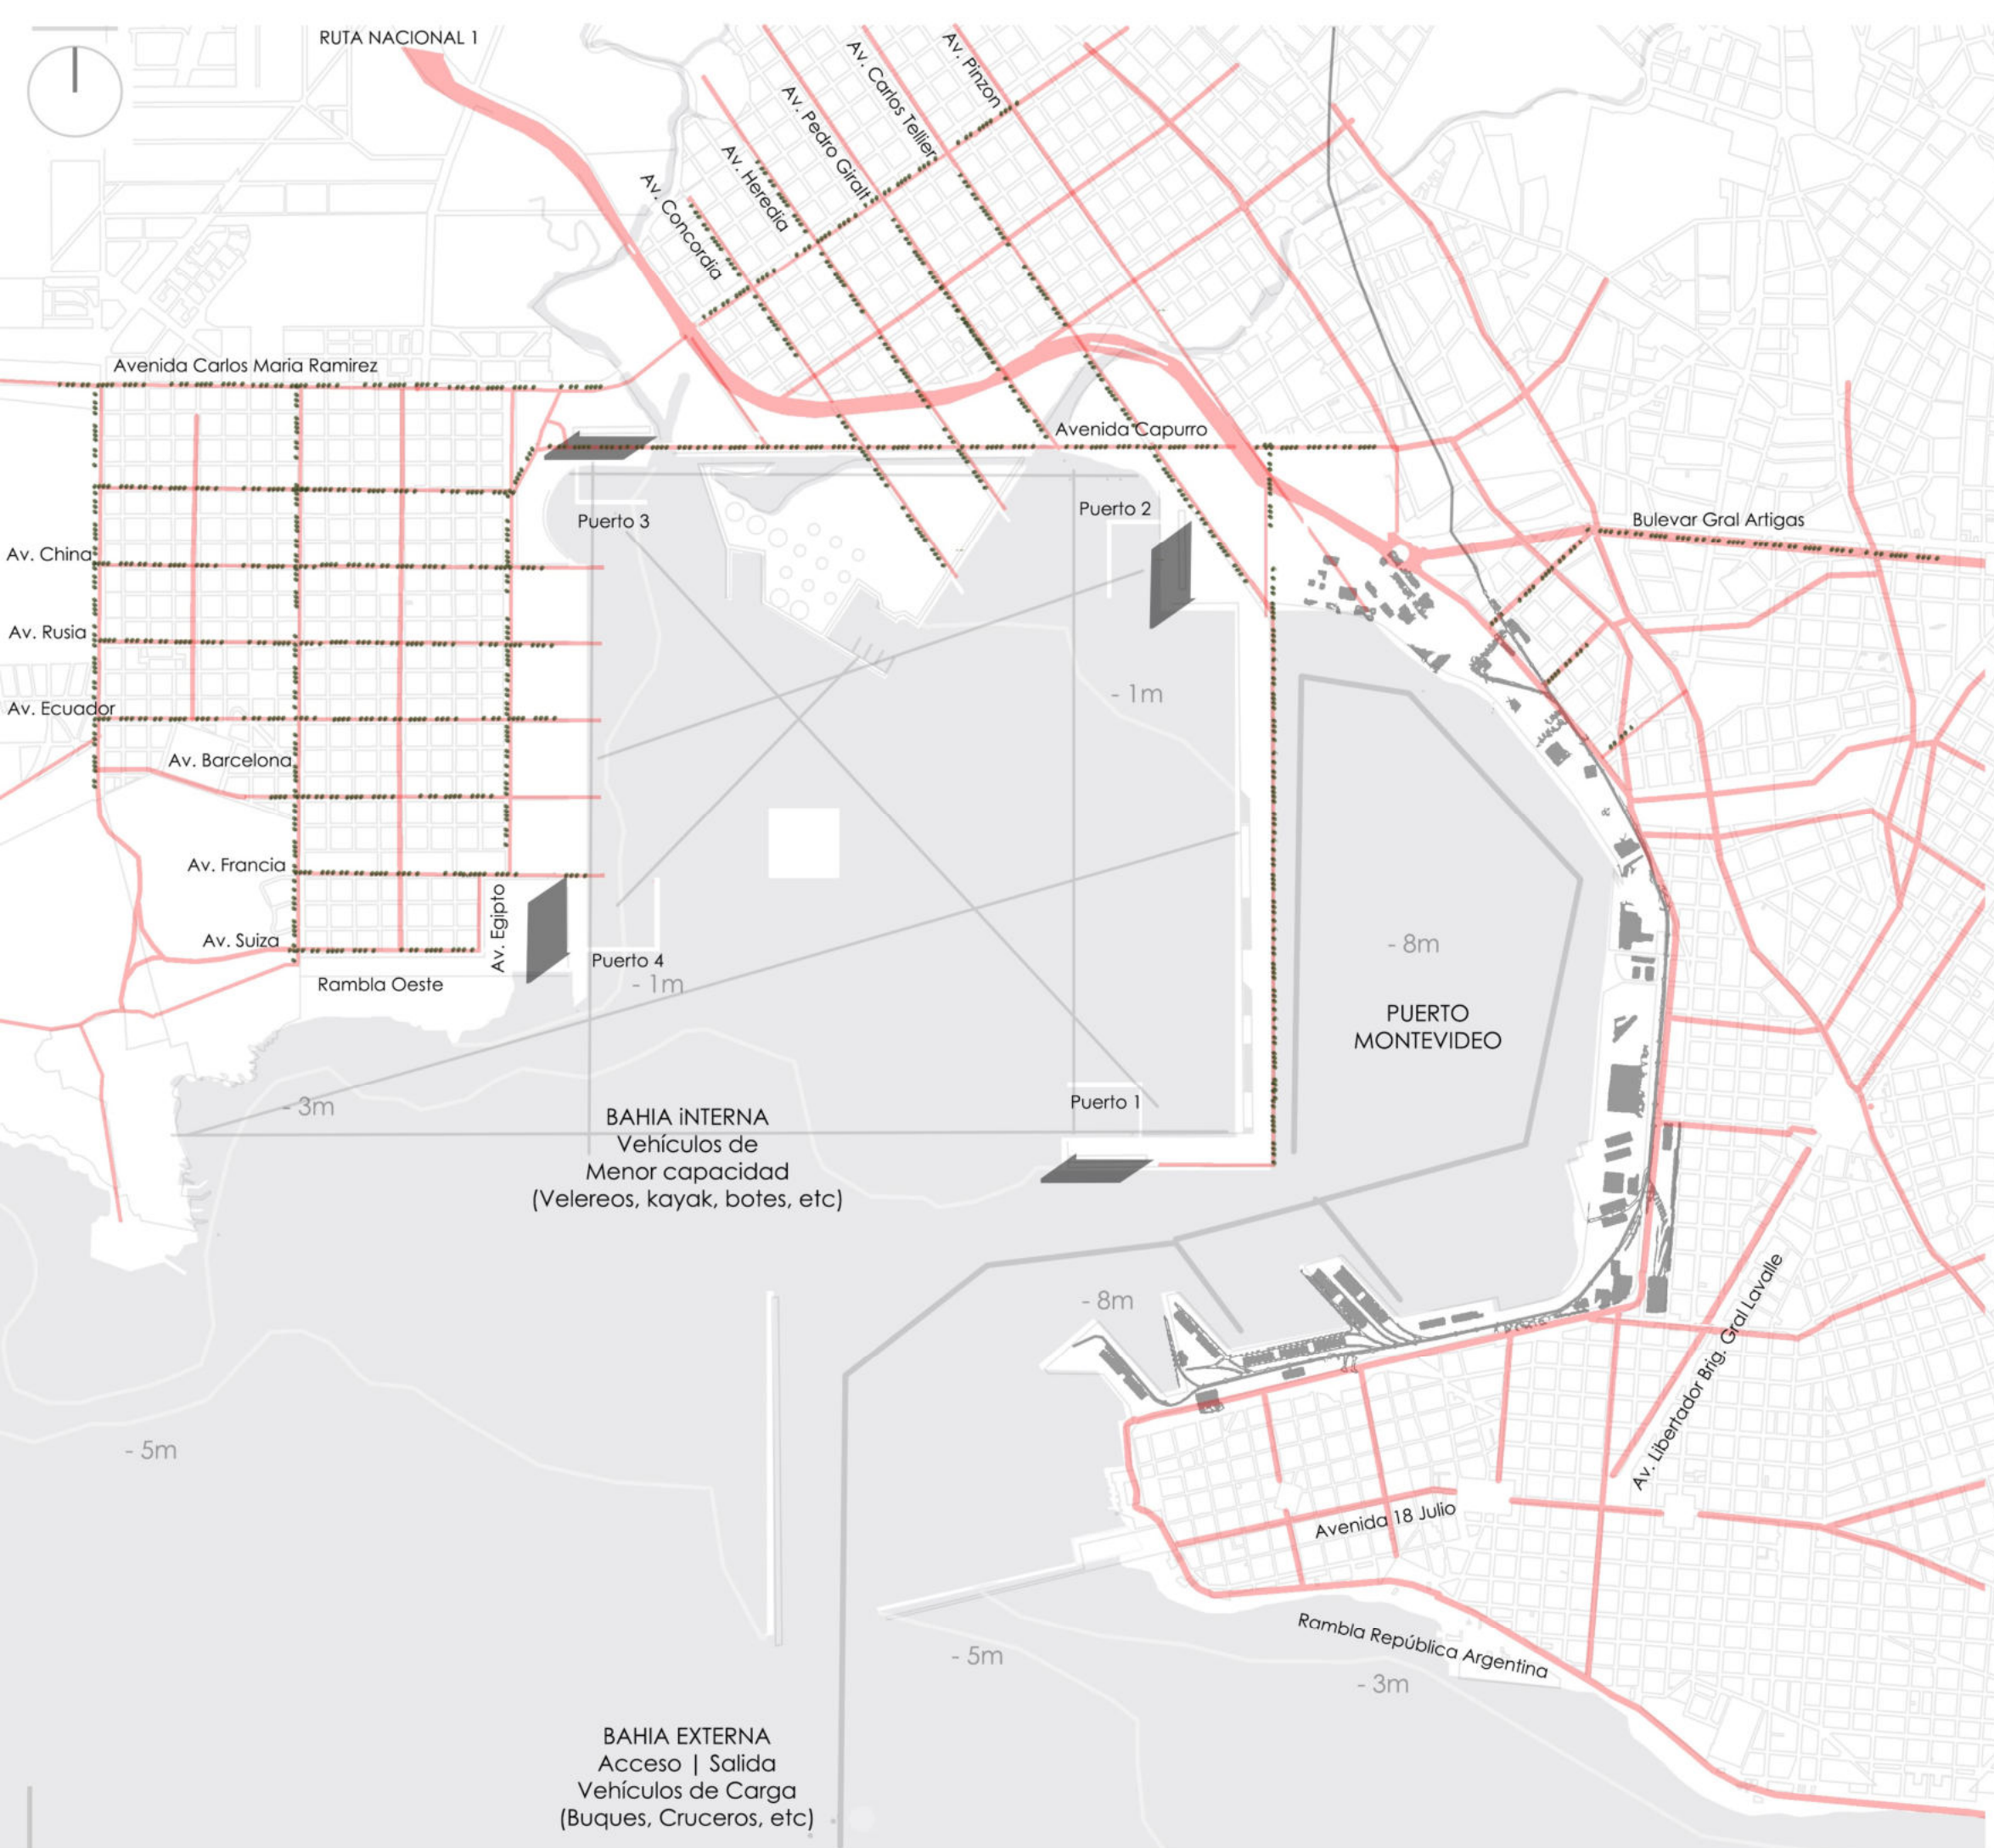 RUTA NACIONAL 1
Av. Pinzon
Av. Carlos Tellier
Av. Pedro Giralt
Av. Heredia
Av. Concordia
Avenida Carlos Maria Ramirez
Avenida Capurro
Puerto 3
Puerto 2
Bulevar Gral Artigas
Av. China
Av. Rusia
- 1m
Av. Ecuador
Av. Barcelona
Av. Francia
Av. Egipto
Av. Suiza
Puerto 4
- 8m
Rambla Oeste
- 1m
PUERTO
MONTEVIDEO
- 3m
Puerto 1
BAHIA iNTERNA
Vehículos de
Menor capacidad
(Velereos, kayak, botes, etc)
- 8m
Av. Libertador Brig. Gral Lavalle
- 5m
Avenida 18 Julio
Rambla República Argentina
- 5m
- 3m
BAHIA EXTERNA
Acceso | Salida
Vehículos de Carga
(Buques, Cruceros, etc)